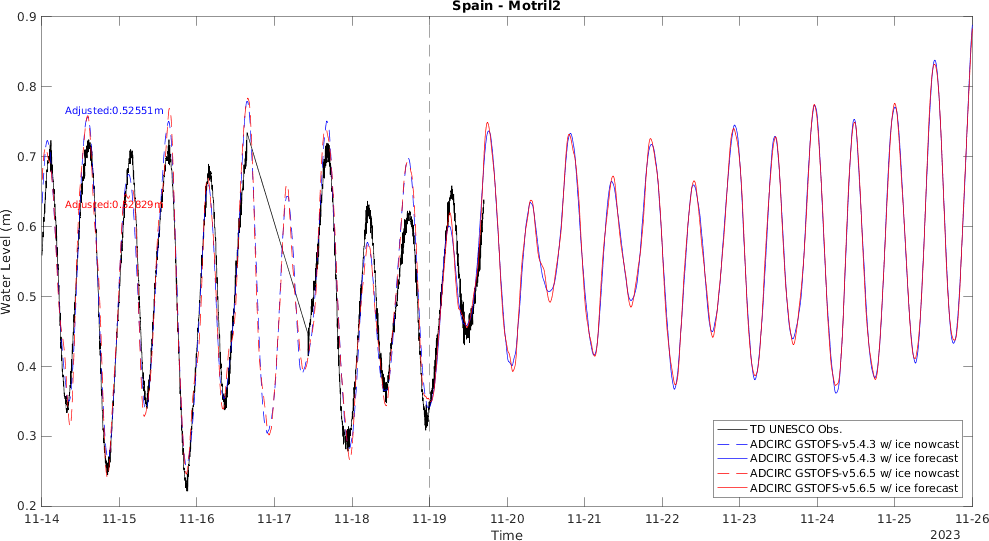 Spain - Motril2
0.9
0.8
0.7
0.6
0.5
0.4
0.3
0.2
Water Level (m)
Adjusted:0.52551m
Adjusted:0.52829m
TD UNESCO Obs.
ADCIRC GSTOFS-v5.4.3 w/ ice nowcast
ADCIRC GSTOFS-v5.4.3 w/ ice forecast
ADCIRC GSTOFS-v5.6.5 w/ ice nowcast
ADCIRC GSTOFS-v5.6.5 w/ ice forecast
11-14 11-15 11-16 11-17 11-18 11-19 11-20 11-21 11-22 11-23 11-24 11-25 11-26
Time
2023